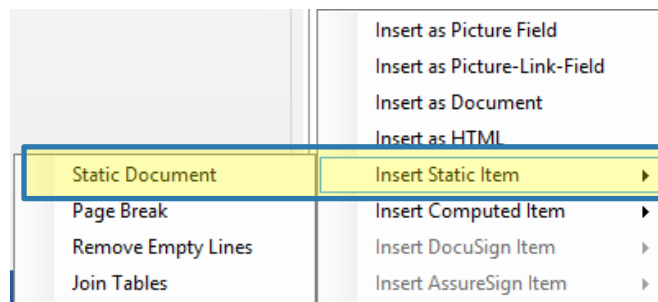 Insert as Picture Field
Insert as Picture-Link-Field
Insert as Document
Insert as HTML
Static Document
Insert Static Item
Page Break
Insert Computed Item
Remove Empty Lines
Insert DocuSign Item
Join Tables
Insert AssureSign Item